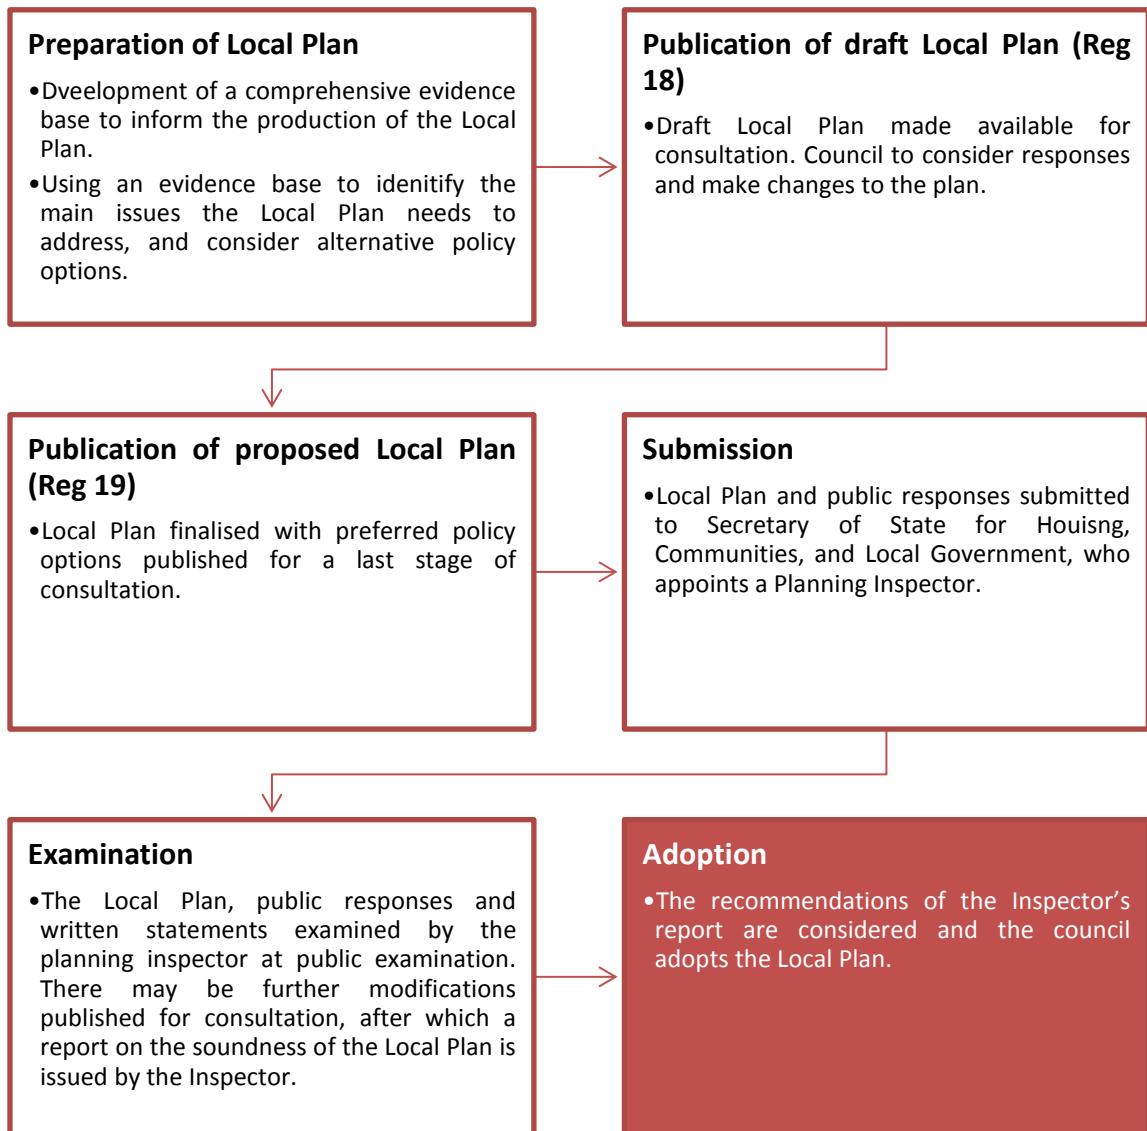 Preparation of Local Plan
•Dveelopment of a comprehensive evidence
base to inform the production of the Local
Plan.
•Using an evidence base to idenitify the
main issues the Local Plan needs to
address, and consider alternative policy
options.
Publication of draft Local Plan (Reg
18)
•Draft Local Plan made available for
consultation. Council to consider responses
and make changes to the plan.
Publication of proposed Local Plan
(Reg 19)
•Local Plan finalised with preferred policy
options published for a last stage of
consultation.
Submission
•Local Plan and public responses submitted
to Secretary of State for Houisng,
Communities, and Local Government, who
appoints a Planning Inspector.
Examination
•The Local Plan, public responses and
written statements examined by the
planning inspector at public examination.
There may be further modifications
published for consultation, after which a
report on the soundness of the Local Plan is
issued by the Inspector.
Adoption
•The recommendations of the Inspector’s
report are considered and the council
adopts the Local Plan.